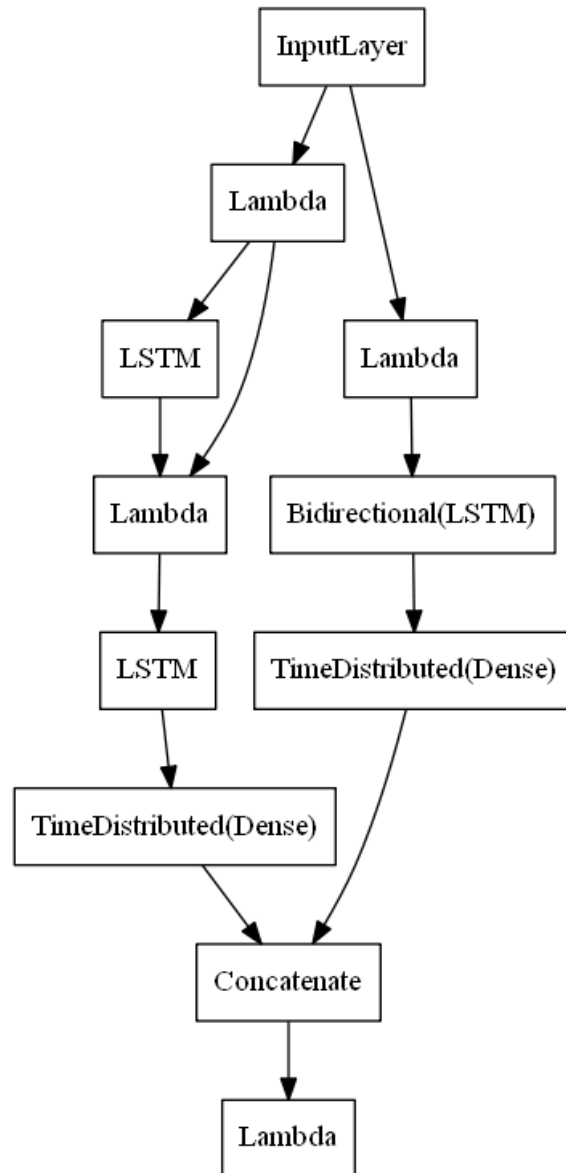 InputLayer
Lambda
LSTM
Lambda
Lambda
Bidirectional(LSTM)
LSTM
TimeDistributed(Dense)
TimeDistributed(Dense)
Concatenate
Lambda